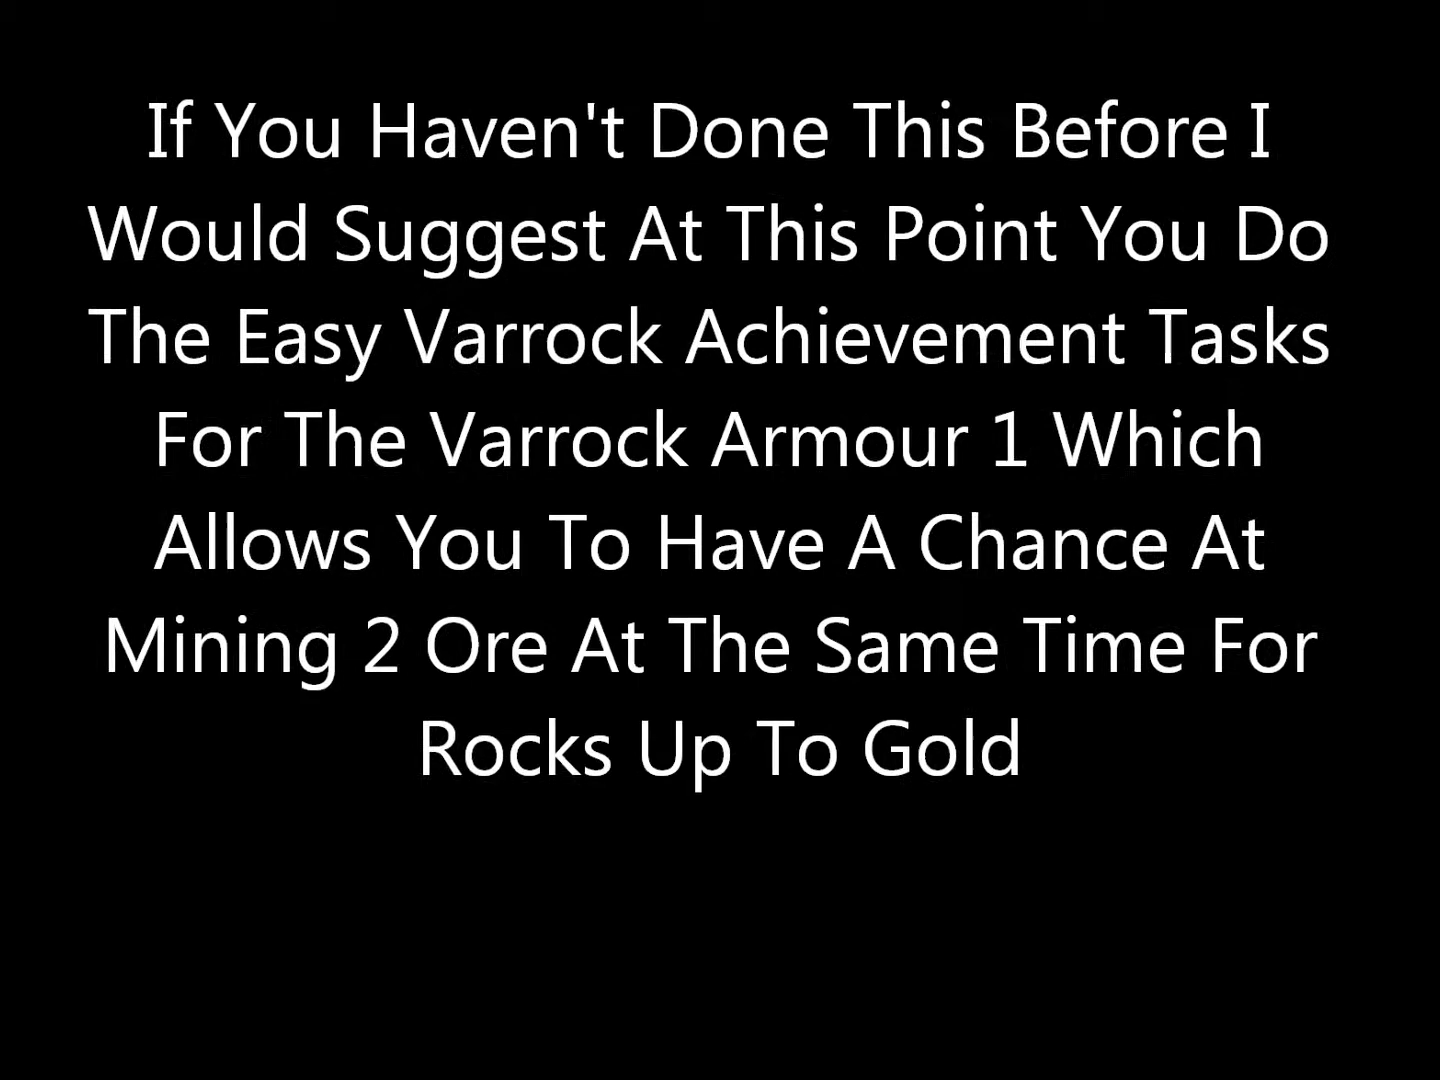 If You Haven't Done This Before I
Would Suggest At This Point You Do
The Easy Varrock Achievement Tasks
For The Varrock Armour 1 Which
Allows You To Have A Chance At
Mining 2 Ore At The Same Time For
Rocks Up To Gold